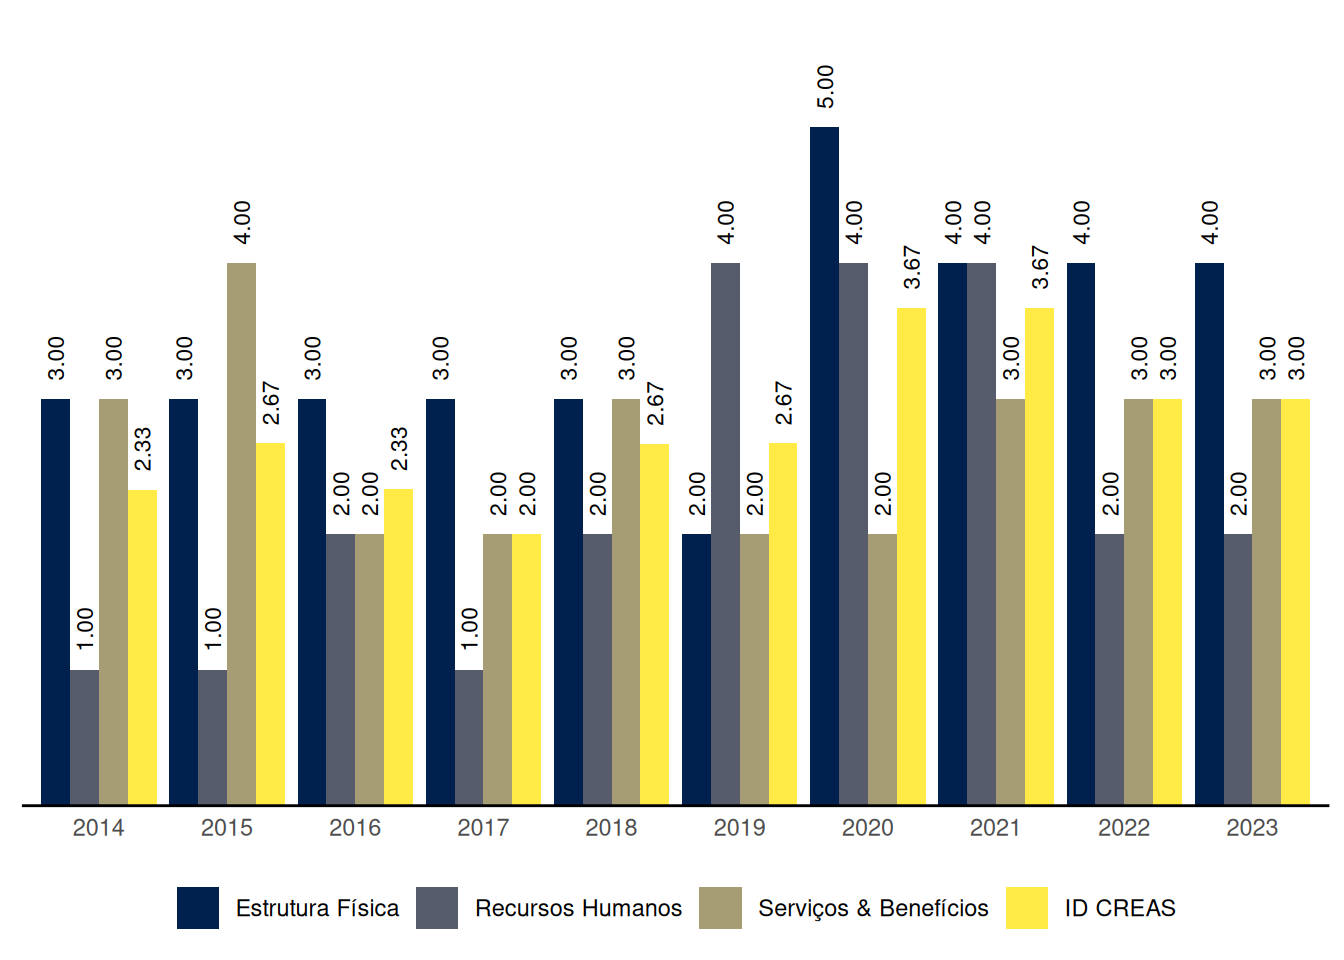 5.00
4.00 4.00 4.00 4.00 4.00 4.00 4.00
3.67 3.67
3.00 3.00 3.00 3.00 3.00 3.00 3.00 3.00 3.00 3.00 3.00 3.00
2.33 2.67 2.33 2.67 2.67
2.00 2.00 2.00 2.00 2.00 2.00 2.00 2.00 2.00 2.00
1.00 1.00 1.00
2014 2015 2016 2017 2018 2019 2020 2021 2022 2023
Estrutura Física Recursos Humanos Serviços & Benefícios ID CREAS